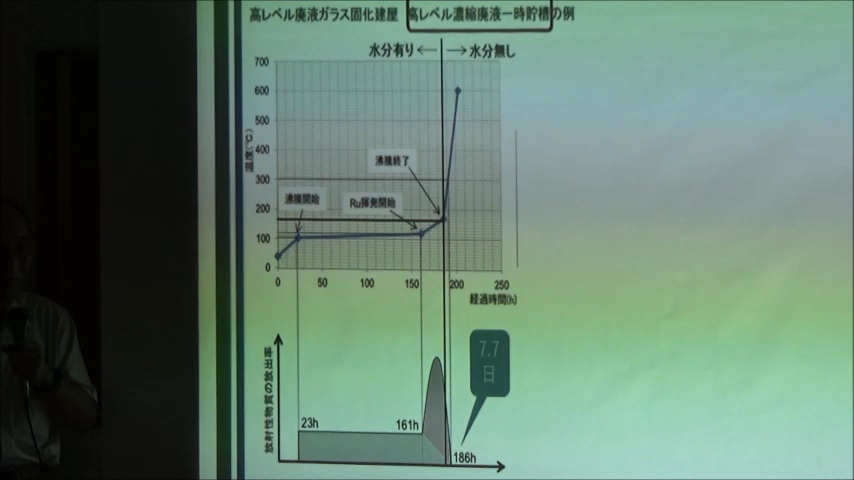 高レベル廃液ガラス固化建屋 高レベル濃縮廃液一時貯槽の例
水分有り ← → 水分無し
700
600
500
400
300
200
100
0
温度(℃)
沸騰終了
沸騰開始
Ru揮発開始
0 50 100 150 200 250
経過時間(h)
放射性物質の放出率
7.7
日
23h
161h
186h